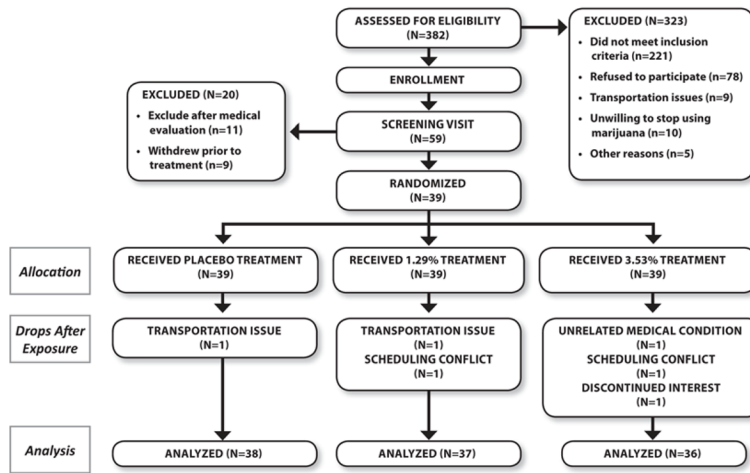 ASSESSED FOR ELIGIBILITY
(N=382)
EXCLUDED (N=323)
• Did not meet inclusion
criteria (n=221)
• Refused to participate (n=78)
• Transportation issues (n=9)
• Unwilling to stop using
marijuana (n=10)
• Other reasons (n=5)
ENROLLMENT
EXCLUDED (N=20)
• Exclude after medical
evaluation (n=11)
• Withdrew prior to
treatment (n=9)
SCREENING VISIT
(N=59)
RANDOMIZED
(N=39)
Allocation
RECEIVED PLACEBO TREATMENT
(N=39)
RECEIVED 1.29% TREATMENT
(N=39)
RECEIVED 3.53% TREATMENT
(N=39)
Drops After
Exposure
TRANSPORTATION ISSUE
(N=1)
TRANSPORTATION ISSUE
(N=1)
SCHEDULING CONFLICT
(N=1)
UNRELATED MEDICAL CONDITION
(N=1)
SCHEDULING CONFLICT
(N=1)
DISCONTINUED INTEREST
(N=1)
Analysis
ANALYZED (N=38)
ANALYZED (N=37)
ANALYZED (N=36)